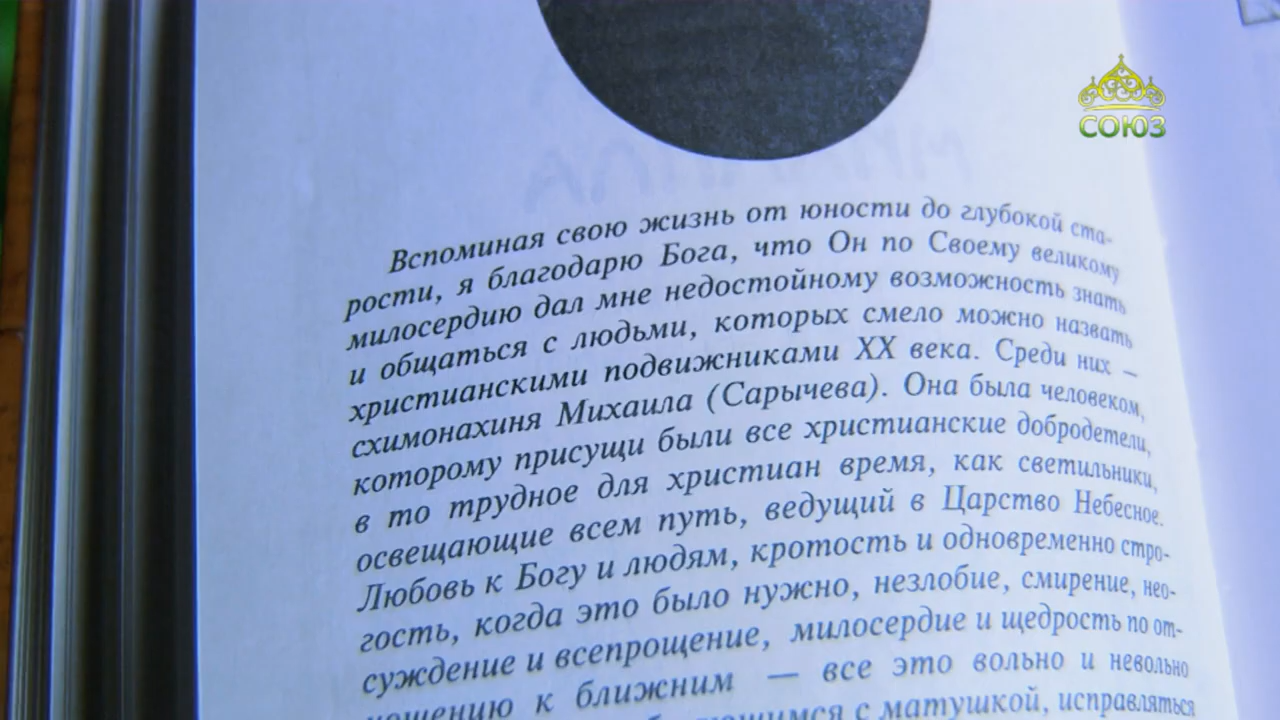 СОЮЗ
Вспоминая свою жизнь от юности до глубокой ста-
рости, я благодарю Бога, что Он по Своему великому
милосердию дал мне недостойному возможность знать
и общаться с людьми, которых смело можно назвать
христианскими подвижниками XX века. Среди них –
схимонахиня Михаила (Сарычева). Она была человеком,
которому присущи были все христианские добродетели,
в то трудное для христиан время, как светильники,
освещающие всем путь, ведущий в Царство Небесное.
Любовь к Богу и людям, кротость и одновременно стро-
гость, когда это было нужно, незлобие, смирение, нео-
суждение и всепрощение, милосердие и щедрость по от-
ношению к ближним — все это вольно и невольно
с матушкой, исправляться